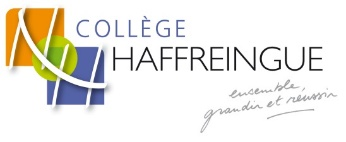 COLLÈGE
HAFFREINGUE
ensemble,
grandir et réussir